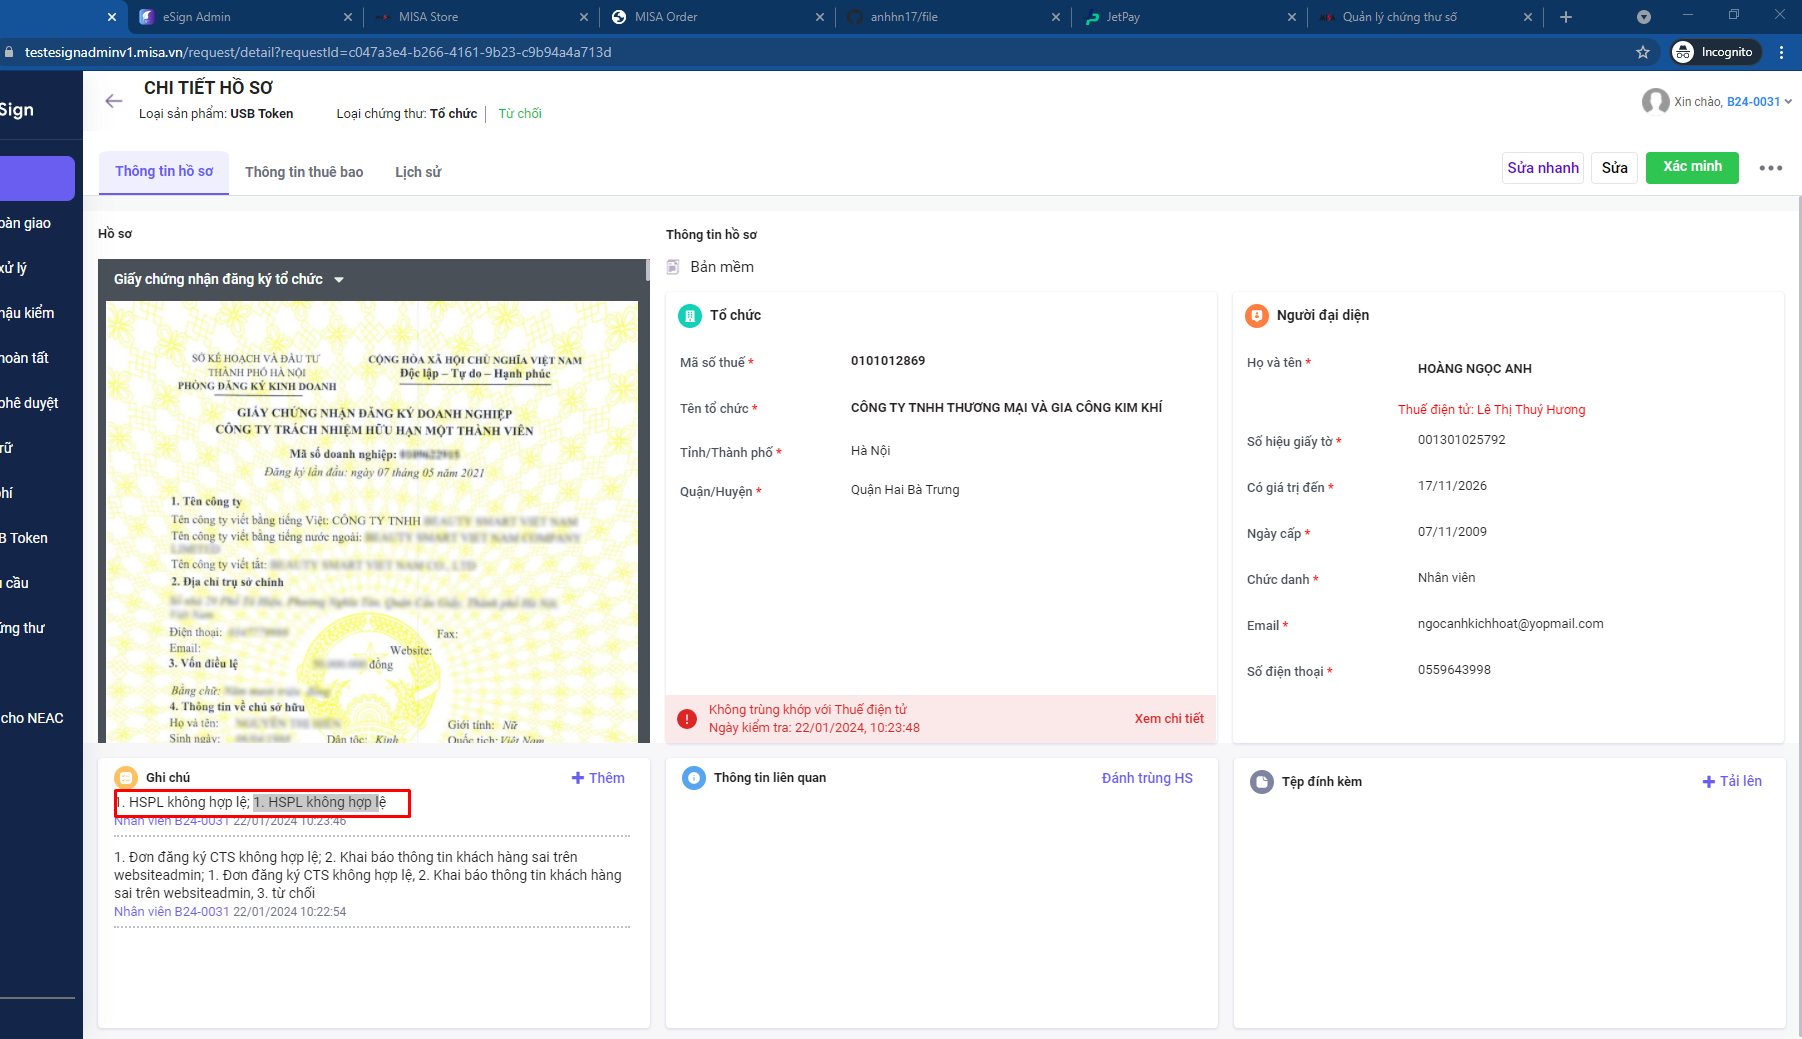 eSign Admin
MISA Store
MISA Order
anhhn17/file
JetPay
Quản lý chứng thư số
testesignadminv1.misa.vn/request/detail?requestId=c047a3e4-b266-4161-9b23-c9b94a4a713d
Incognito
Sign
bàn giao
xử lý
hậu kiểm
hoàn tất
phê duyệt
rữ
hí
B Token
u cầu
ứng thư
cho NEAC
CHI TIẾT HỒ SƠ
Loại sản phẩm: USB Token
Loại chứng thư: Tổ chức
Từ chối
Xin chào, B24-0031
Thông tin hồ sơ
Thông tin thuê bao
Lịch sử
Sửa nhanh
Sửa
Xác minh
Hồ sơ
Giấy chứng nhận đăng ký tổ chức
SỞ KẾ HOẠCH VÀ ĐẦU TƯ
THÀNH PHỐ HÀ NỘI
PHÒNG ĐĂNG KÝ KINH DOANH
CỘNG HÒA XÃ HỘI CHỦ NGHĨA VIỆT NAM
Độc lập – Tự do – Hạnh phúc
GIẤY CHỨNG NHẬN ĐĂNG KÝ DOANH NGHIỆP
CÔNG TY TRÁCH NHIỆM HỮU HẠN MỘT THÀNH VIÊN
Mã số doanh nghiệp:
Đăng ký lần đầu: ngày 07 tháng 05 năm 2021
1. Tên công ty
Tên công ty viết bằng tiếng Việt: CÔNG TY TNHH
Tên công ty viết bằng tiếng nước ngoài:
Tên công ty viết tắt:
2. Địa chỉ trụ sở chính
Điện thoại:
Fax:
Email:
Website:
3. Vốn điều lệ
đồng
Bằng chữ:
4. Thông tin về chủ sở hữu
Họ và tên:
Giới tính: Nữ
Sinh ngày:
Dân tộc: Kinh
Quốc tịch: Việt Nam
Thông tin hồ sơ
Bản mềm
Tổ chức
Mã số thuế *
0101012869
Tên tổ chức *
CÔNG TY TNHH THƯƠNG MẠI VÀ GIA CÔNG KIM KHÍ
Tỉnh/Thành phố *
Hà Nội
Quận/Huyện *
Quận Hai Bà Trưng
Không trùng khớp với Thuế điện tử
Ngày kiểm tra: 22/01/2024, 10:23:48
Xem chi tiết
Người đại diện
Họ và tên *
HOÀNG NGỌC ANH
Thuế điện tử: Lê Thị Thuý Hương
Số hiệu giấy tờ *
001301025792
Có giá trị đến *
17/11/2026
Ngày cấp *
07/11/2009
Chức danh *
Nhân viên
Email *
ngocanhkichhoat@yopmail.com
Số điện thoại *
0559643998
Ghi chú
Thêm
1. HSPL không hợp lệ; 1. HSPL không hợp lệ
Nhân viên B24-0031 22/01/2024 10:23:46
1. Đơn đăng ký CTS không hợp lệ; 2. Khai báo thông tin khách hàng sai trên
websiteadmin; 1. Đơn đăng ký CTS không hợp lệ, 2. Khai báo thông tin khách hàng
sai trên websiteadmin, 3. từ chối
Nhân viên B24-0031 22/01/2024 10:22:54
Thông tin liên quan
Đánh trùng HS
Tệp đính kèm
Tải lên